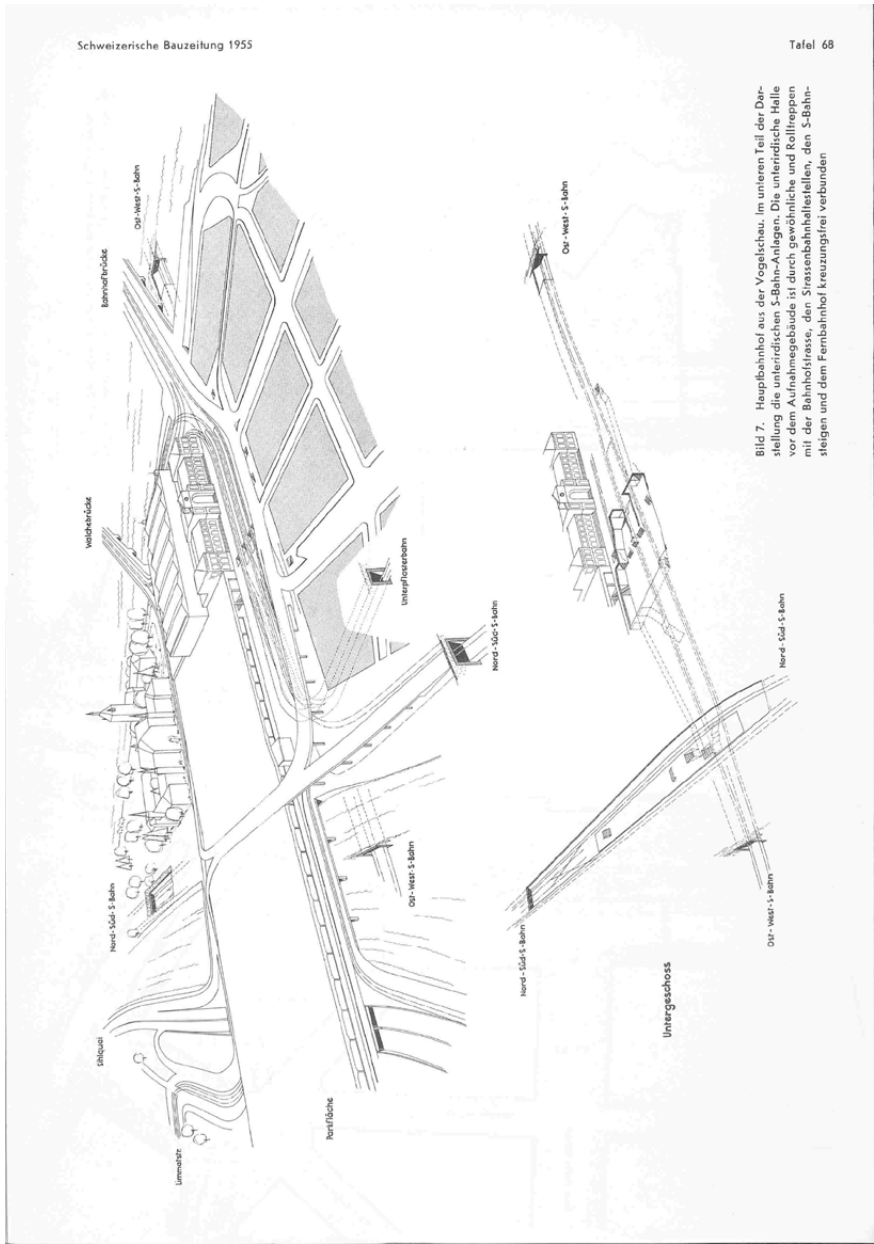 Schweizerische Bauzeitung 1955
Tafel 68
Bahnhofbrücke
Ost-West-S-Bahn
Walchebrücke
Nord-Süd-S-Bahn
Sihlquai
Limmatstr.
Unterpflasterbahn
Nord-Süd-S-Bahn
Ost-West-S-Bahn
Parkfläche
Ost-West-S-Bahn
Nord-Süd-S-Bahn
Nord-Süd-S-Bahn
Ost-West-S-Bahn
Untergeschoss
Bild 7. Hauptbahnhof aus der Vogelschau. Im unteren Teil der Dar-
stellung die unterirdischen S-Bahn-Anlagen. Die unterirdische Halle
vor dem Aufnahmegebäude ist durch gewöhnliche und Rolltreppen
mit der Bahnhofstrasse, den Strassenbahnhaltestellen, den S-Bahn-
steigen und dem Fernbahnhof kreuzungsfrei verbunden